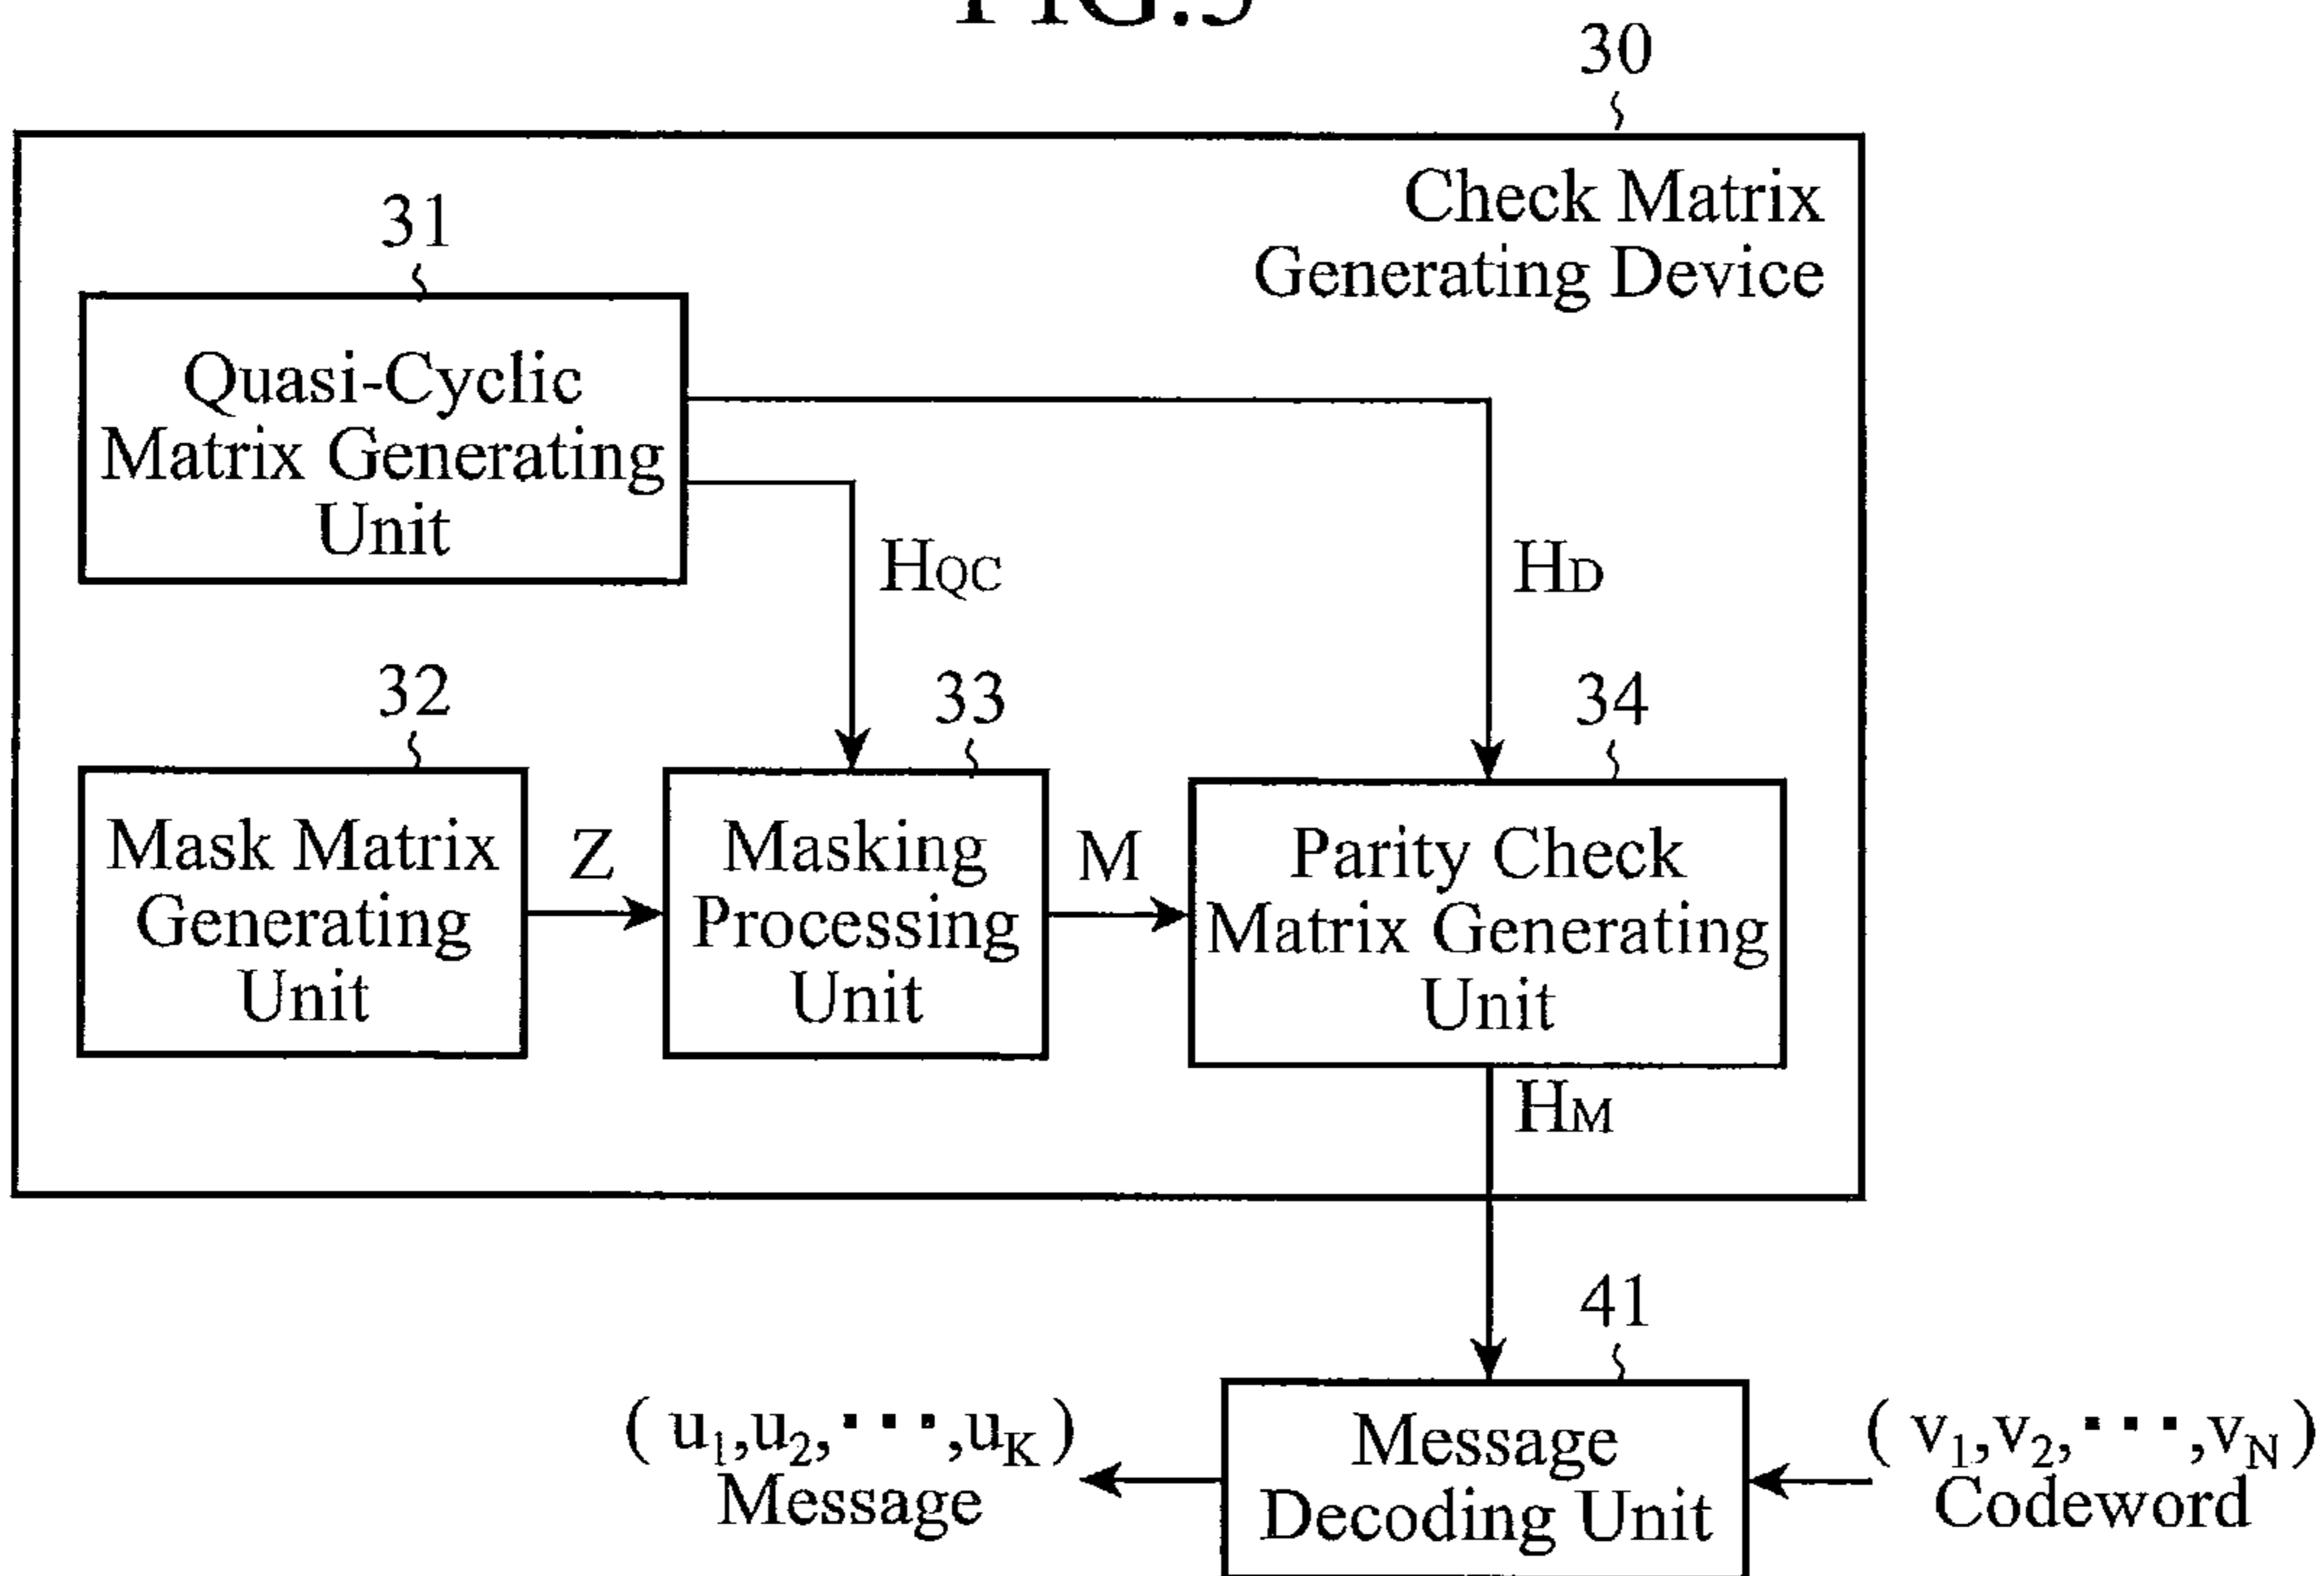 FIG.5
30
Check Matrix
Generating Device
31
Quasi-Cyclic
Matrix Generating
Unit
HQC
HD
32
33
34
Mask Matrix
Generating
Unit
Z
Masking
Processing
Unit
M
Parity Check
Matrix Generating
Unit
HM
41
(u1,u2,▪▪▪,uK)
Message
Message
Decoding Unit
(v1,v2,▪▪▪,vN)
Codeword